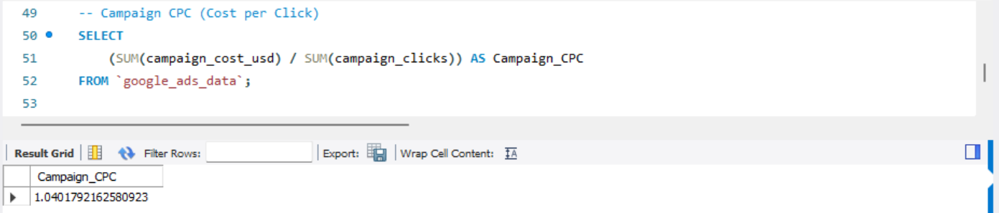 49 -- Campaign CPC (Cost per Click)
50 SELECT
51 (SUM(campaign_cost_usd) / SUM(campaign_clicks)) AS Campaign_CPC
52 FROM `google_ads_data`;
53
Result Grid Filter Rows: Export: Wrap Cell Content: IA
Campaign_CPC
1.0401792162580923